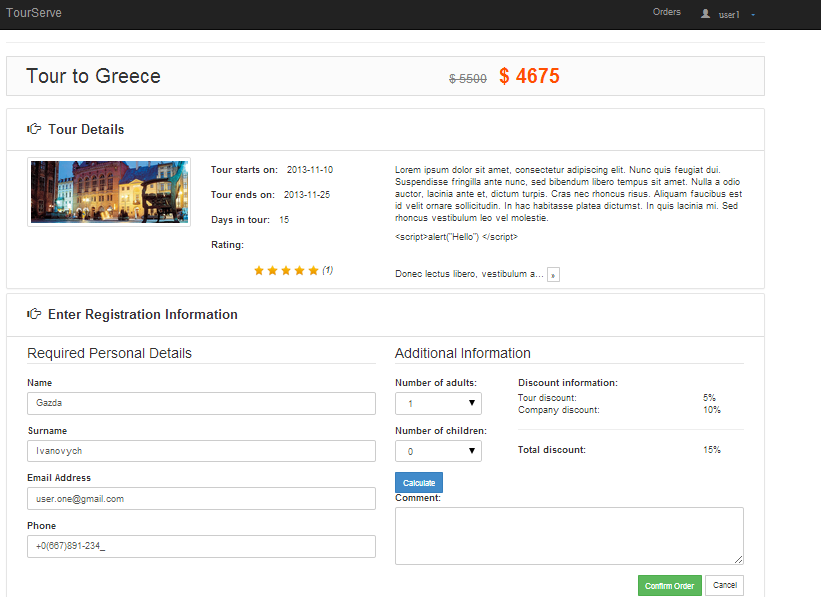 TourServe
Orders user1
Tour to Greece
$ 5500 $ 4675
Tour Details
Tour starts on: 2013-11-10
Tour ends on: 2013-11-25
Days in tour: 15
Rating:
(1)
Lorem ipsum dolor sit amet, consectetur adipiscing elit. Nunc quis feugiat dui.
Suspendisse fringilla ante nunc, sed bibendum libero tempus sit amet. Nulla a odio
auctor, lacinia ante et, dictum turpis. Cras nec rhoncus risus. Aliquam faucibus est
id velit ornare sollicitudin. In hac habitasse platea dictumst. In quis lacinia mi. Sed
rhoncus vestibulum leo vel molestie.
<script>alert("Hello") </script>
Donec lectus libero, vestibulum a... »
Enter Registration Information
Required Personal Details
Name
Gazda
Surname
Ivanovych
Email Address
user.one@gmail.com
Phone
+0(667)891-234_
Additional Information
Number of adults:
1
Number of children:
0
Calculate
Discount information:
Tour discount: 5%
Company discount: 10%
Total discount: 15%
Comment:
Confirm Order Cancel